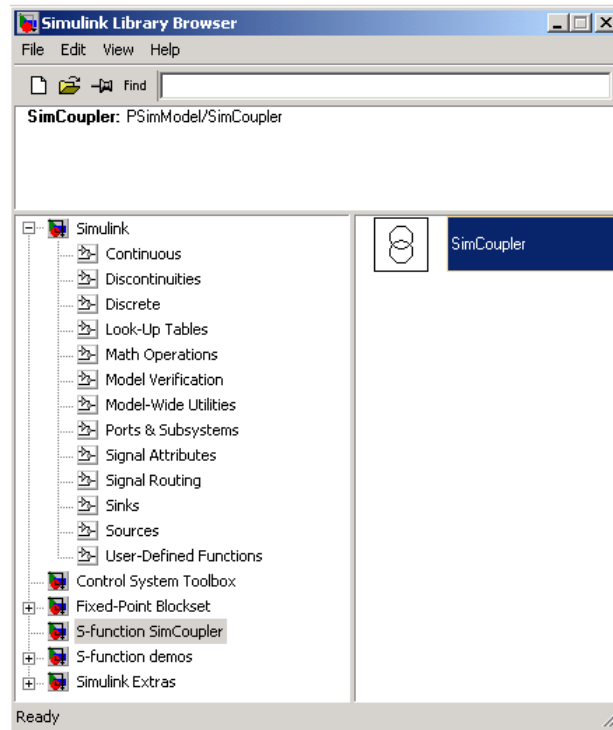 Simulink Library Browser
File Edit View Help
Find
SimCoupler: PSimModel/SimCoupler
Simulink
Continuous
Discontinuities
Discrete
Look-Up Tables
Math Operations
Model Verification
Model-Wide Utilities
Ports & Subsystems
Signal Attributes
Signal Routing
Sinks
Sources
User-Defined Functions
Control System Toolbox
Fixed-Point Blockset
S-function SimCoupler
S-function demos
Simulink Extras
SimCoupler
Ready